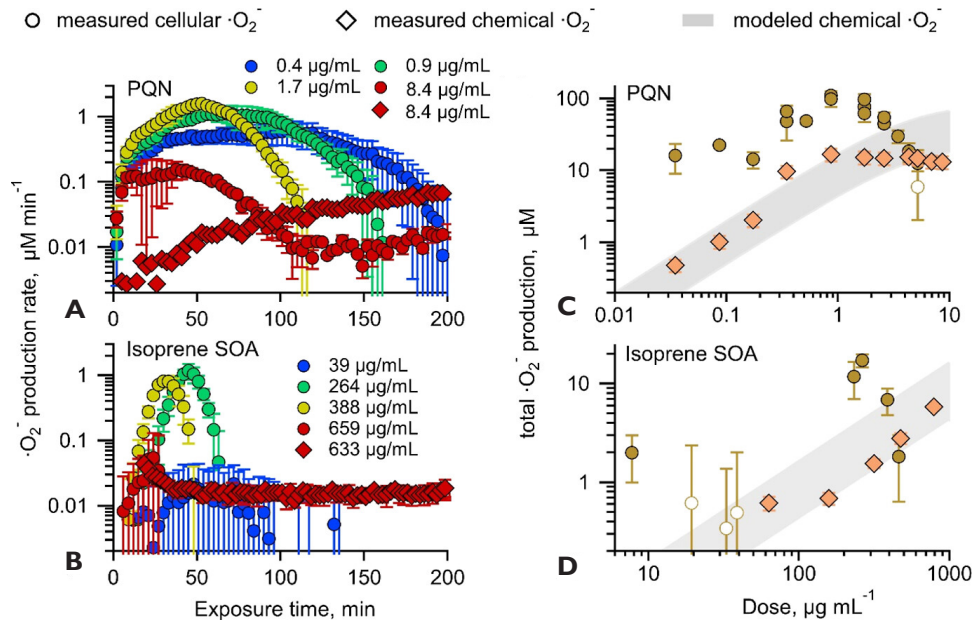 measured cellular ·O₂⁻ measured chemical ·O₂⁻ modeled chemical ·O₂⁻
PQN
0.4 µg/mL 0.9 µg/mL
1.7 µg/mL 8.4 µg/mL
8.4 µg/mL
1
0.1
0.01
A
0 50 100 150 200
·O₂⁻ production rate, µM min⁻¹
Isoprene SOA
39 µg/mL
264 µg/mL
388 µg/mL
659 µg/mL
633 µg/mL
1
0.1
0.01
B
0 50 100 150 200
Exposure time, min
PQN
100
10
1
C
0.01 0.1 1 10
total ·O₂⁻ production, µM
Isoprene SOA
10
1
D
10 100 1000
Dose, µg mL⁻¹